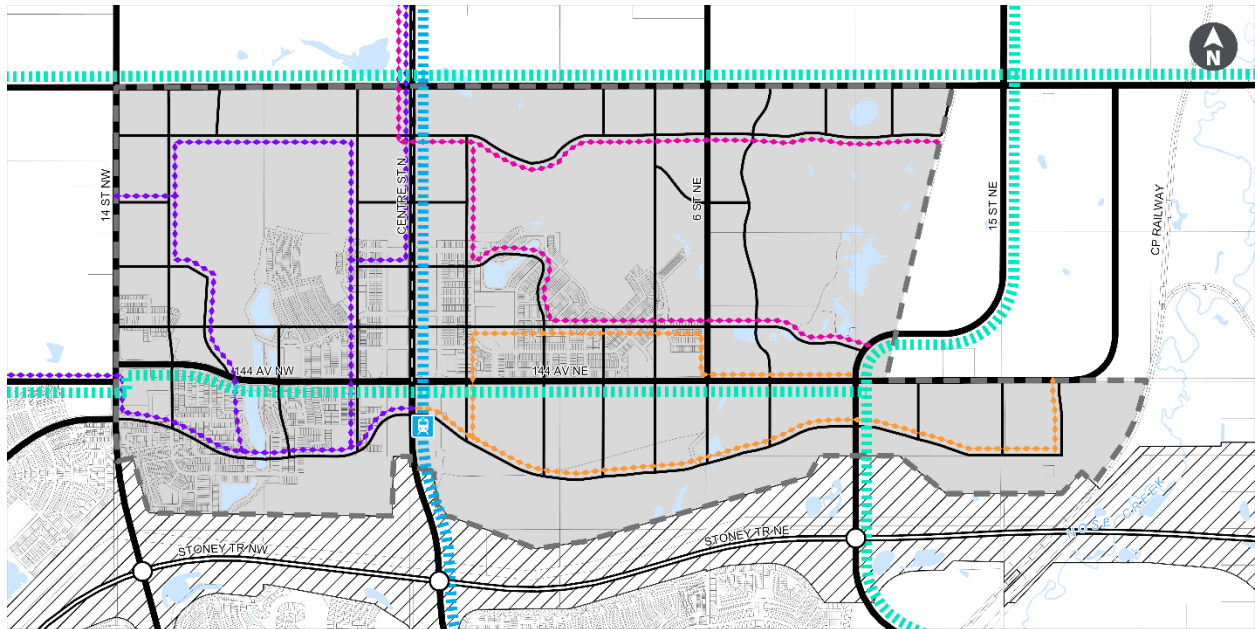 N
14 ST NW
CENTRE ST N
6 ST NE
15 ST NE
CP RAILWAY
144 AV NW
144 AV NE
STONEY TR NW
STONEY TR NE
NOSE CREEK